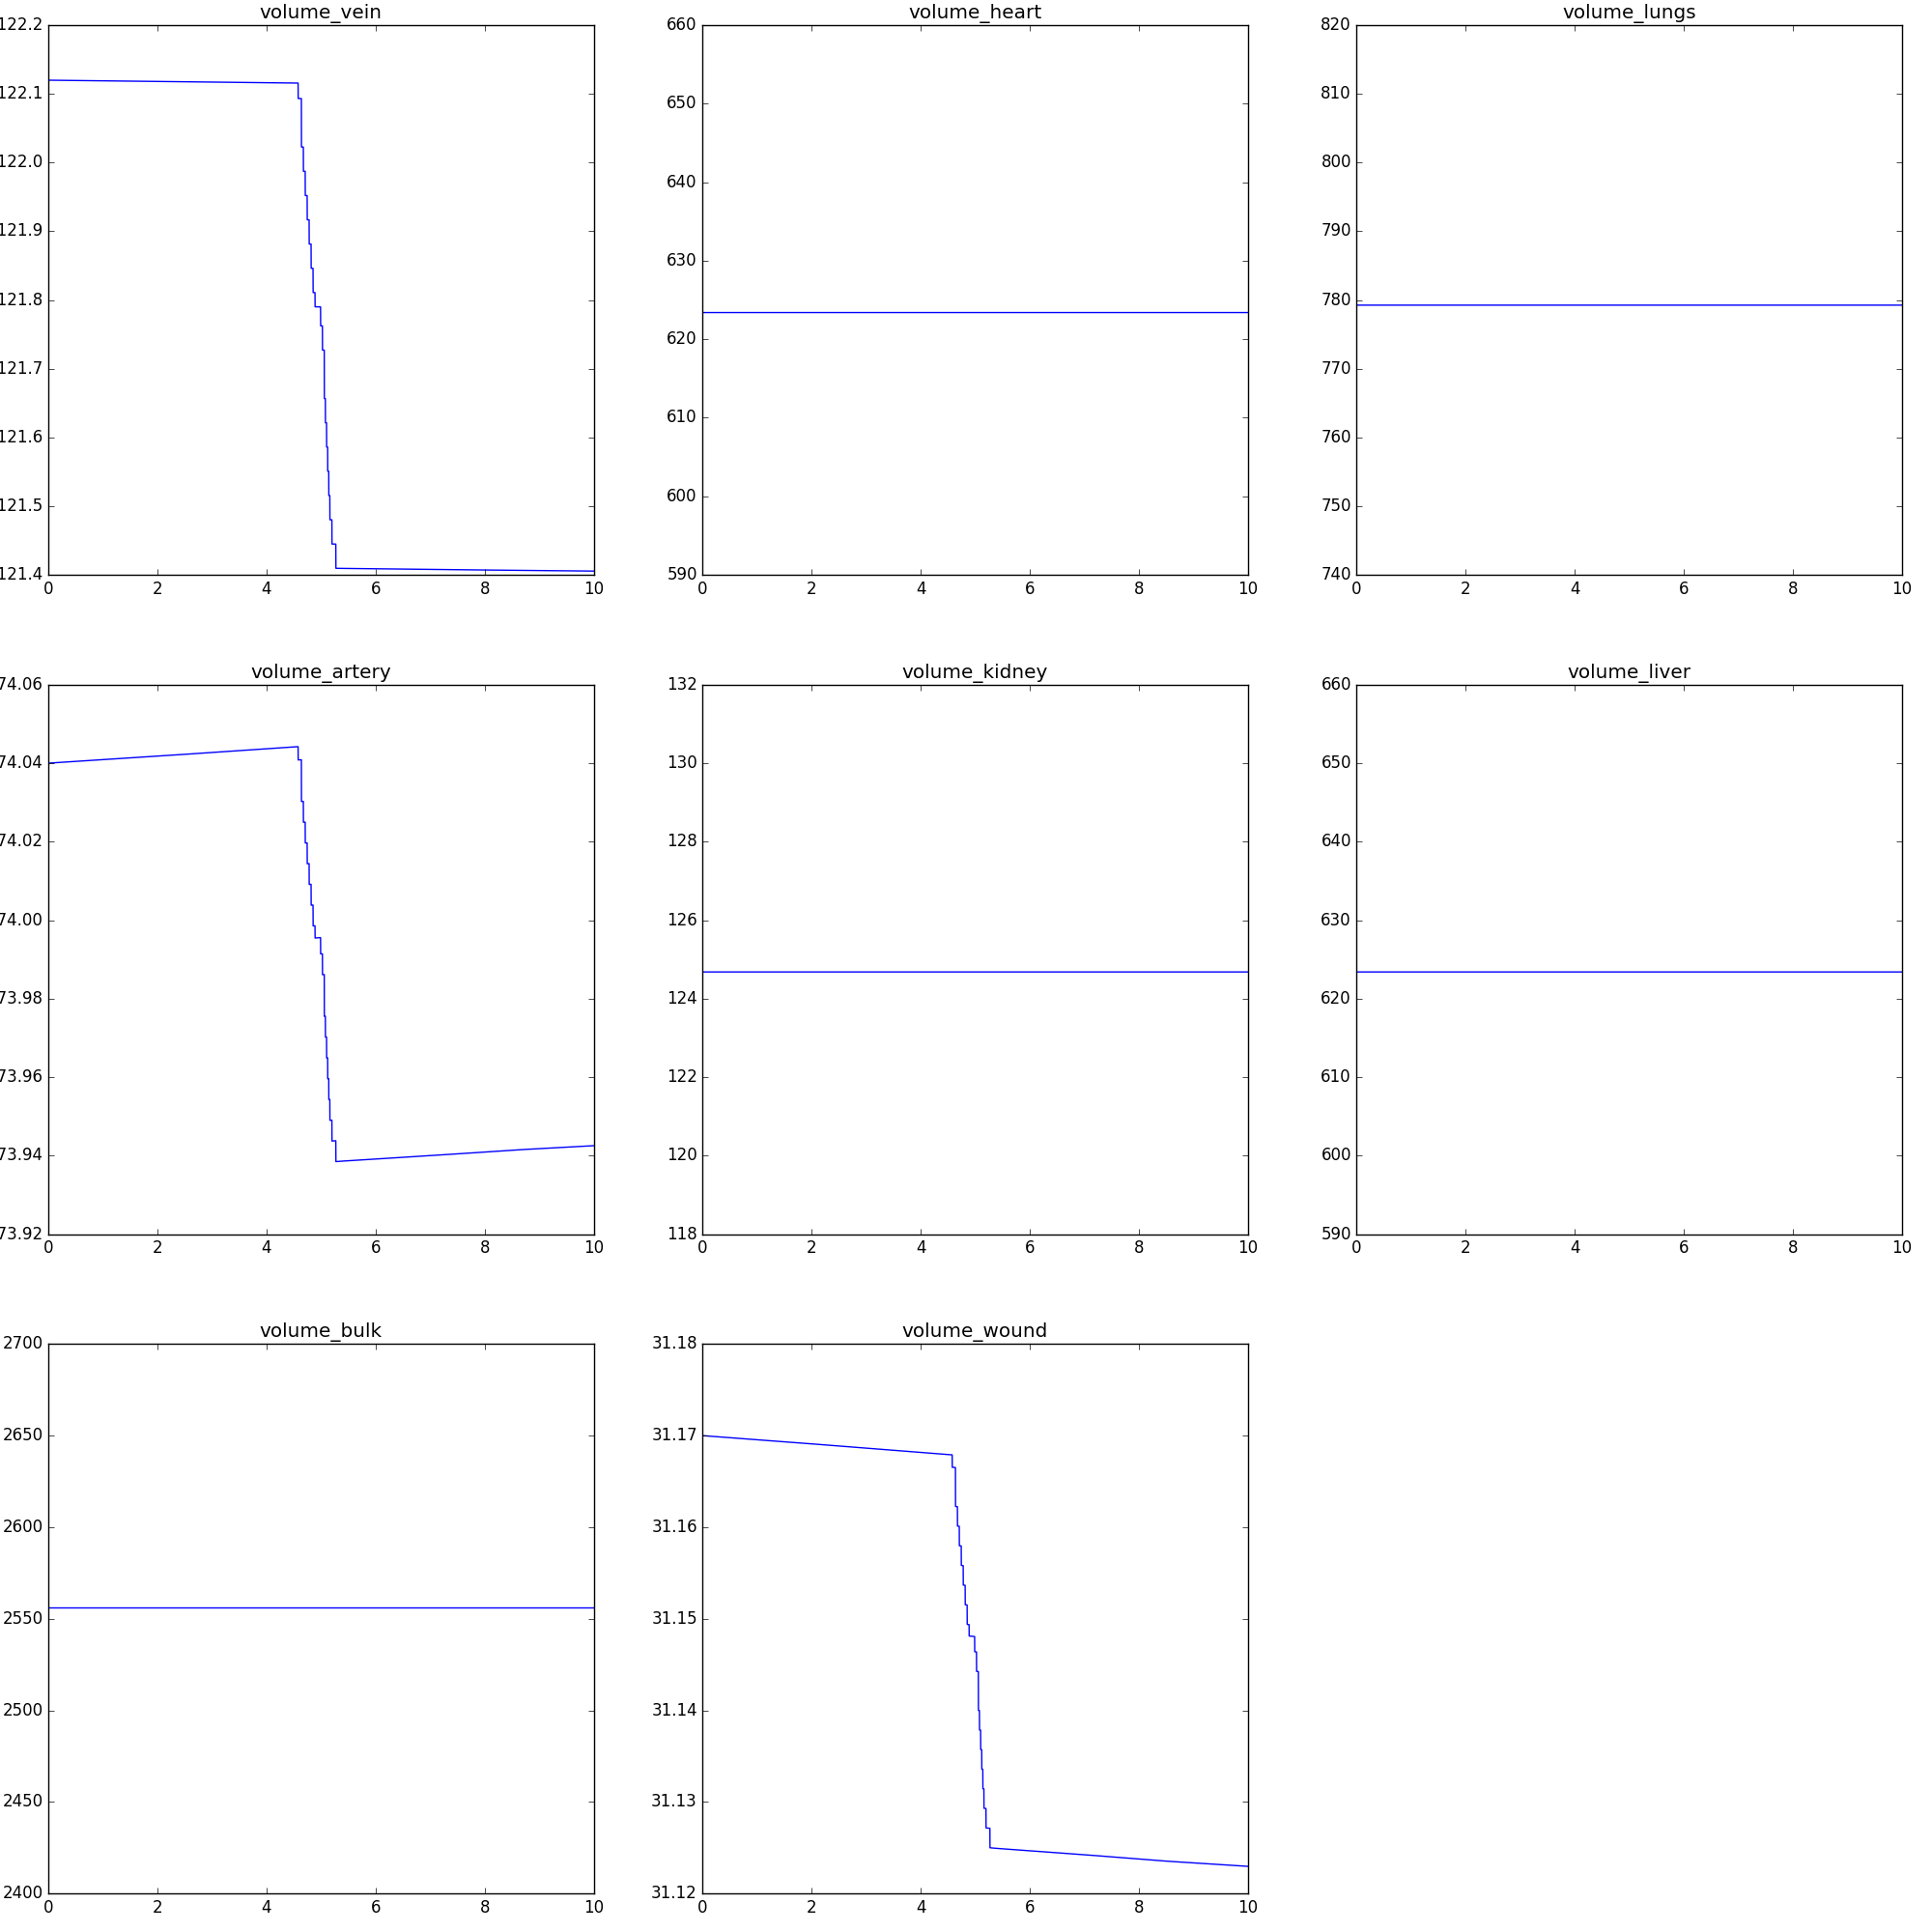 volume_vein volume_heart volume_lungs
122.2 660 820
122.1 650 810
122.0 640 800
121.9 630 790
121.8 620 780
121.7 610 770
121.6 600 760
121.5 590 750
121.4 740
0 2 4 6 8 10 0 2 4 6 8 10 0 2 4 6 8 10
volume_artery volume_kidney volume_liver
74.06 132 660
74.04 130 650
74.02 128 640
74.00 126 630
73.98 124 620
73.96 122 610
73.94 120 600
73.92 118 590
0 2 4 6 8 10 0 2 4 6 8 10 0 2 4 6 8 10
volume_bulk volume_wound
2700 31.18
2650 31.17
2600 31.16
2550 31.15
2500 31.14
2450 31.13
2400 31.12
0 2 4 6 8 10 0 2 4 6 8 10